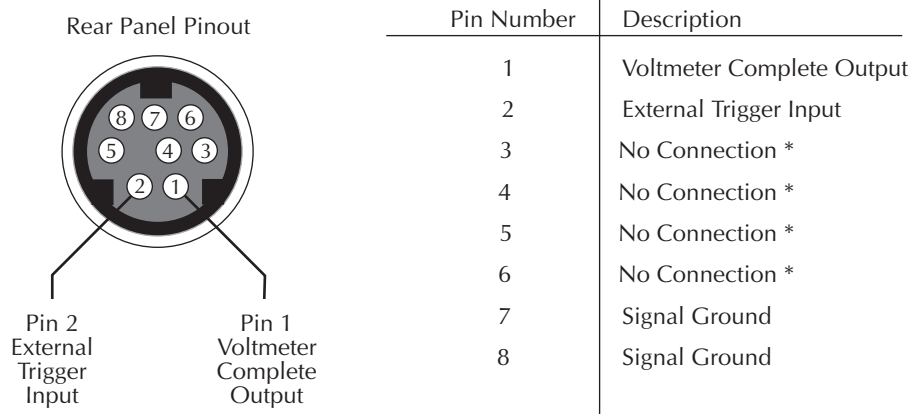 Rear Panel Pinout
8 7 6
5 4 3
2 1
Pin 2
External
Trigger
Input
Pin 1
Voltmeter
Complete
Output
Pin Number Description
1 Voltmeter Complete Output
2 External Trigger Input
3 No Connection *
4 No Connection *
5 No Connection *
6 No Connection *
7 Signal Ground
8 Signal Ground